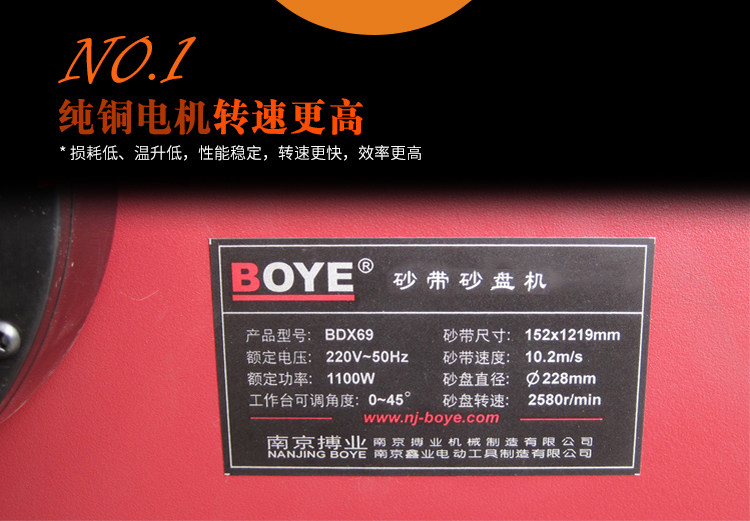 NO.1
纯铜电机转速更高
* 损耗低、温升低，性能稳定，转速更快，效率更高
BOYE® 砂带砂盘机
产品型号: BDX69 砂带尺寸: 152x1219mm
额定电压: 220V~50Hz 砂带速度: 10.2m/s
额定功率: 1100W 砂盘直径: Ø228mm
工作台可调角度: 0~45° 砂盘转速: 2580r/min
www.nj-boye.com
南京搏业 南京搏业机械制造有限公司
NANJING BOYE 南京鑫业电动工具制造有限公司